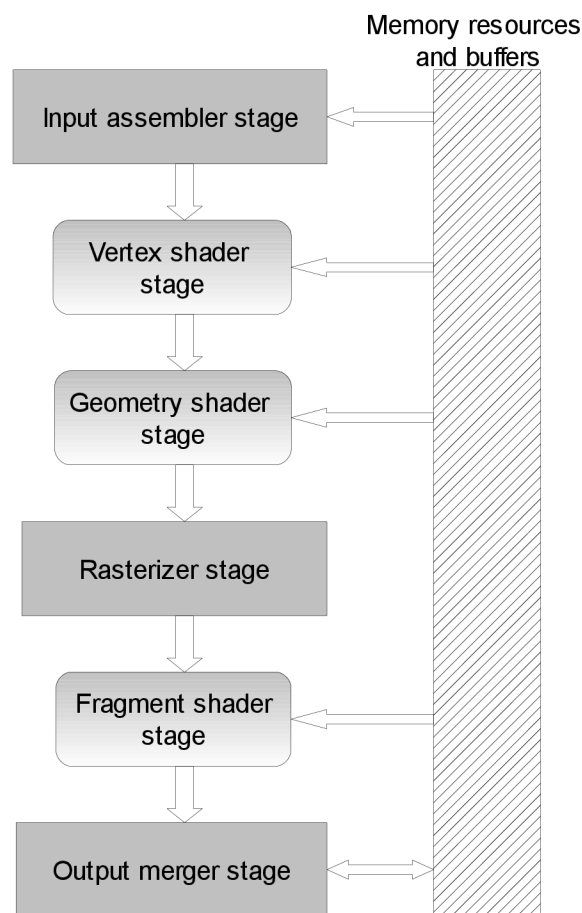 Memory resources
and buffers
Input assembler stage
Vertex shader
stage
Geometry shader
stage
Rasterizer stage
Fragment shader
stage
Output merger stage